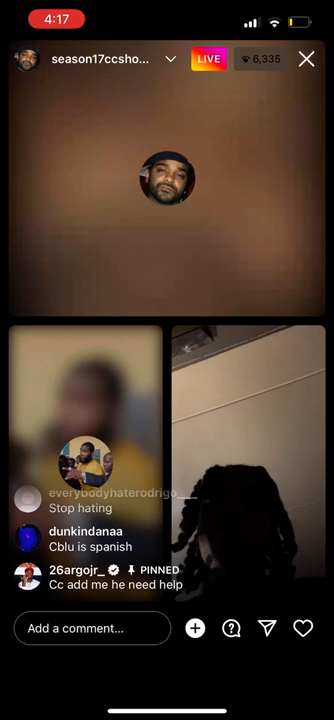 4:17
season17ccsho...
LIVE
6,335
everybodyhaterodrigo___
Stop hating
dunkindanaa
Cblu is spanish
26argojr_ PINNED
Cc add me he need help
Add a comment...